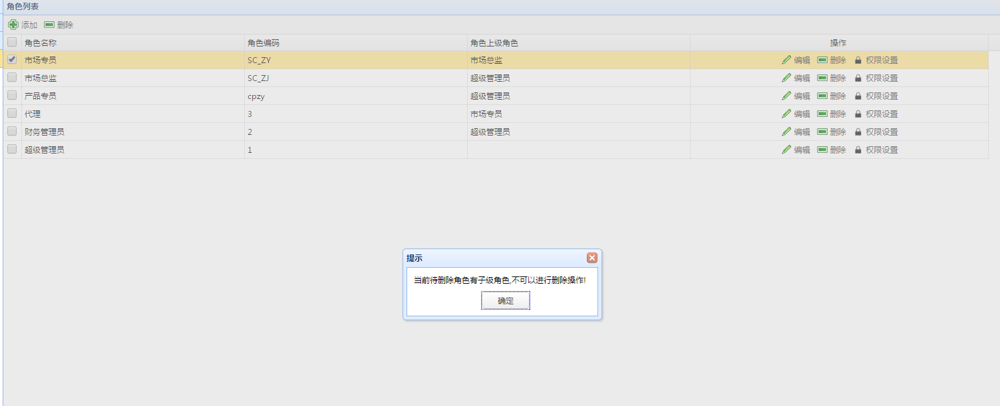 角色列表
添加 删除
角色名称 角色编码 角色上级角色 操作
市场专员 SC_ZY 市场总监 编辑 删除 权限设置
市场总监 SC_ZJ 超级管理员 编辑 删除 权限设置
产品专员 cpzy 超级管理员 编辑 删除 权限设置
代理 3 市场专员 编辑 删除 权限设置
财务管理员 2 超级管理员 编辑 删除 权限设置
超级管理员 1 编辑 删除 权限设置
提示
当前待删除角色有子级角色,不可以进行删除操作!
确定